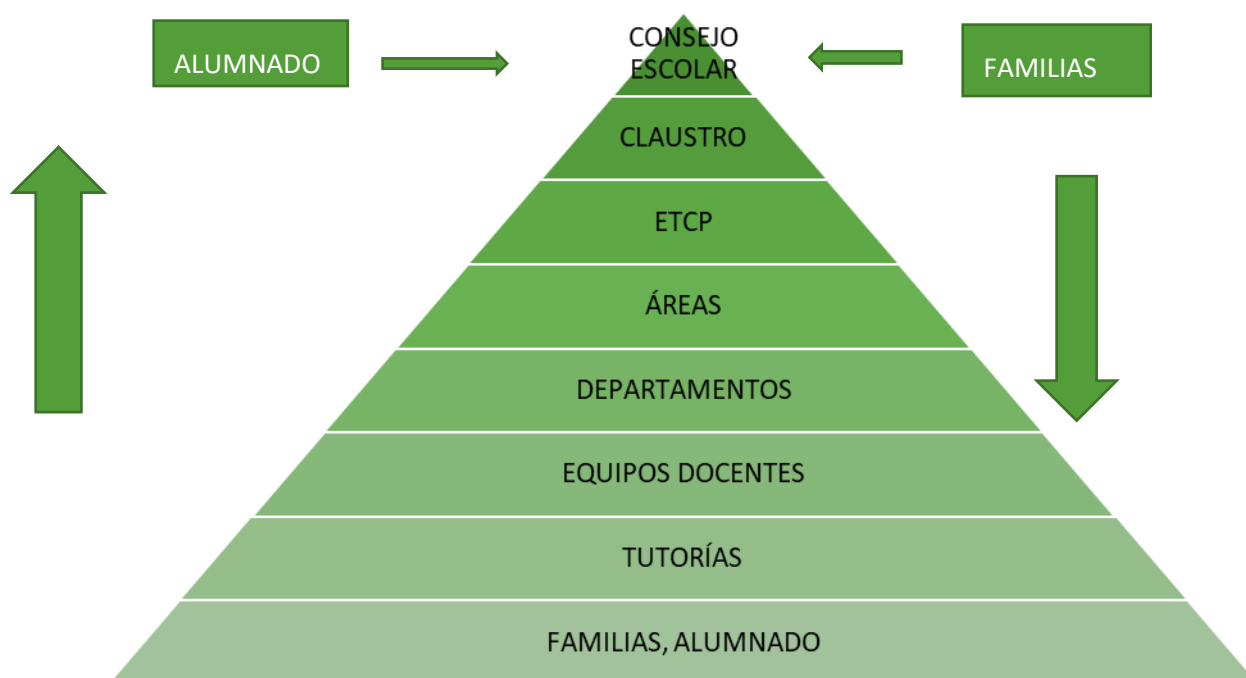 CONSEJO
ESCOLAR
ALUMNADO
FAMILIAS
CLAUSTRO
ETCP
ÁREAS
DEPARTAMENTOS
EQUIPOS DOCENTES
TUTORÍAS
FAMILIAS, ALUMNADO